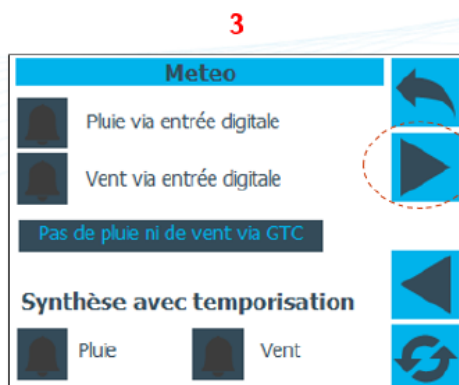 3
Meteo
Pluie via entrée digitale
Vent via entrée digitale
Pas de pluie ni de vent via GTC
Synthèse avec temporisation
Pluie
Vent